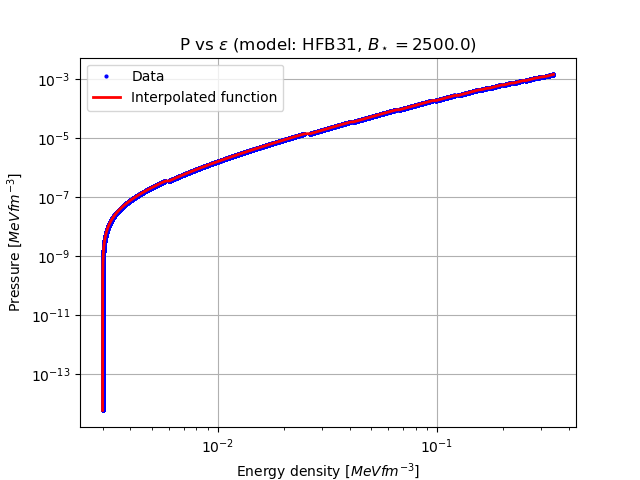 P vs ε (model: HFB31, B⋆ = 2500.0)
Data
Interpolated function
Pressure [MeVfm⁻³]
10⁻³
10⁻⁵
10⁻⁷
10⁻⁹
10⁻¹¹
10⁻¹³
10⁻² 10⁻¹
Energy density [MeVfm⁻³]